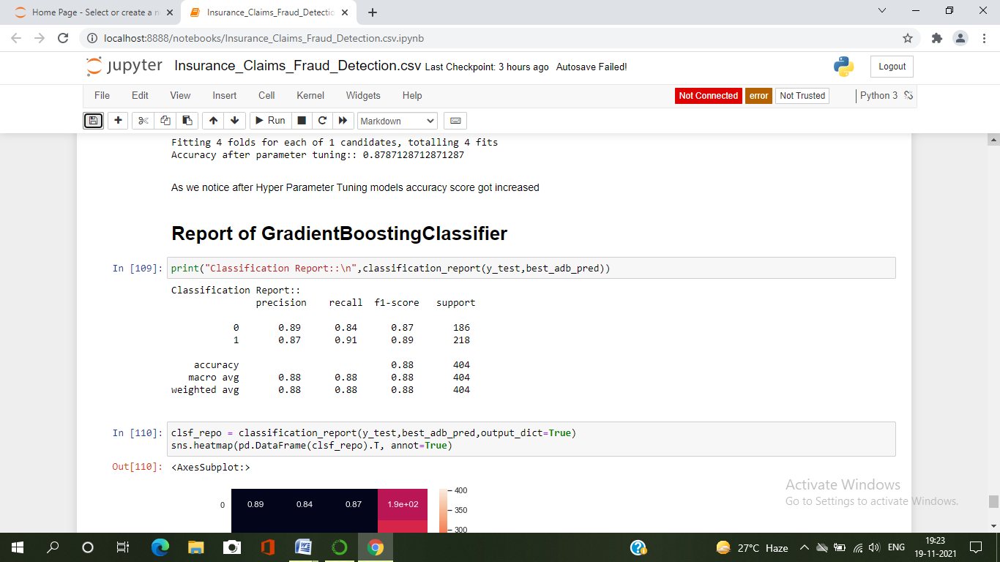 Home Page - Select or create a n
Insurance_Claims_Fraud_Detectio
localhost:8888/notebooks/Insurance_Claims_Fraud_Detection.csv.ipynb
jupyter Insurance_Claims_Fraud_Detection.csv Last Checkpoint: 3 hours ago Autosave Failed! Logout
File Edit View Insert Cell Kernel Widgets Help Not Connected error Not Trusted Python 3
Run Markdown
Fitting 4 folds for each of 1 candidates, totalling 4 fits
Accuracy after parameter tuning:: 0.8787128712871287
As we notice after Hyper Parameter Tuning models accuracy score got increased
Report of GradientBoostingClassifier
In [109]: print("Classification Report::\n",classification_report(y_test,best_adb_pred))
Classification Report::
precision recall f1-score support
0 0.89 0.84 0.87 186
1 0.87 0.91 0.89 218
accuracy 0.88 404
macro avg 0.88 0.88 0.88 404
weighted avg 0.88 0.88 0.88 404
In [110]: clsf_repo = classification_report(y_test,best_adb_pred,output_dict=True)
sns.heatmap(pd.DataFrame(clsf_repo).T, annot=True)
Out[110]: <AxesSubplot:>
400
0 0.89 0.84 0.87 1.9e+02
350
300
Activate Windows
Go to Settings to activate Windows.
27°C Haze ENG 19:23
19-11-2021